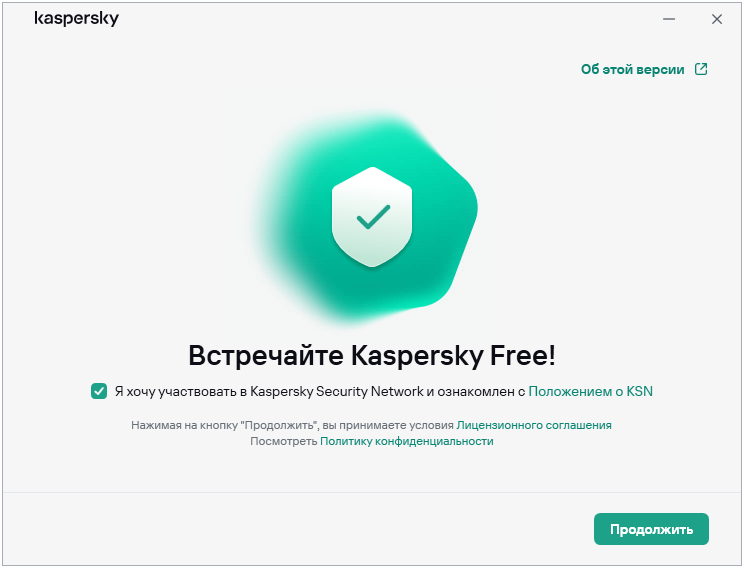 kaspersky
Об этой версии
Встречайте Kaspersky Free!
Я хочу участвовать в Kaspersky Security Network и ознакомлен с Положением о KSN
Нажимая на кнопку "Продолжить", вы принимаете условия Лицензионного соглашения
Посмотреть Политику конфиденциальности
Продолжить